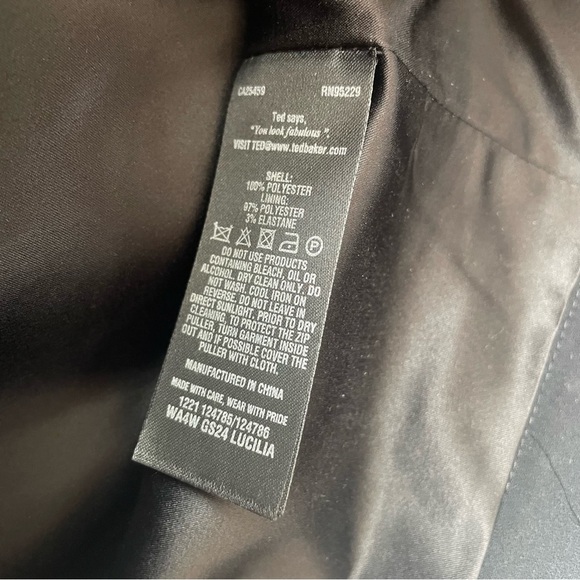 CA25459 RN95229
Ted says,
"You look fabulous".
VISIT TED@www.tedbaker.com
SHELL:
100% POLYESTER
LINING:
97% POLYESTER
3% ELASTANE
P
DO NOT USE PRODUCTS
CONTAINING BLEACH, OIL OR
ALCOHOL. DRY CLEAN ONLY. DO
NOT WASH. COOL IRON ON
REVERSE. DO NOT LEAVE IN
DIRECT SUNLIGHT. PRIOR TO DRY
CLEANING, TO PROTECT THE ZIP
PULLER, TURN GARMENT INSIDE
OUT AND IF POSSIBLE COVER THE
PULLER WITH CLOTH.
MANUFACTURED IN CHINA
MADE WITH CARE, WEAR WITH PRIDE
1221 124785/124786
WA4W GS24 LUCILIA